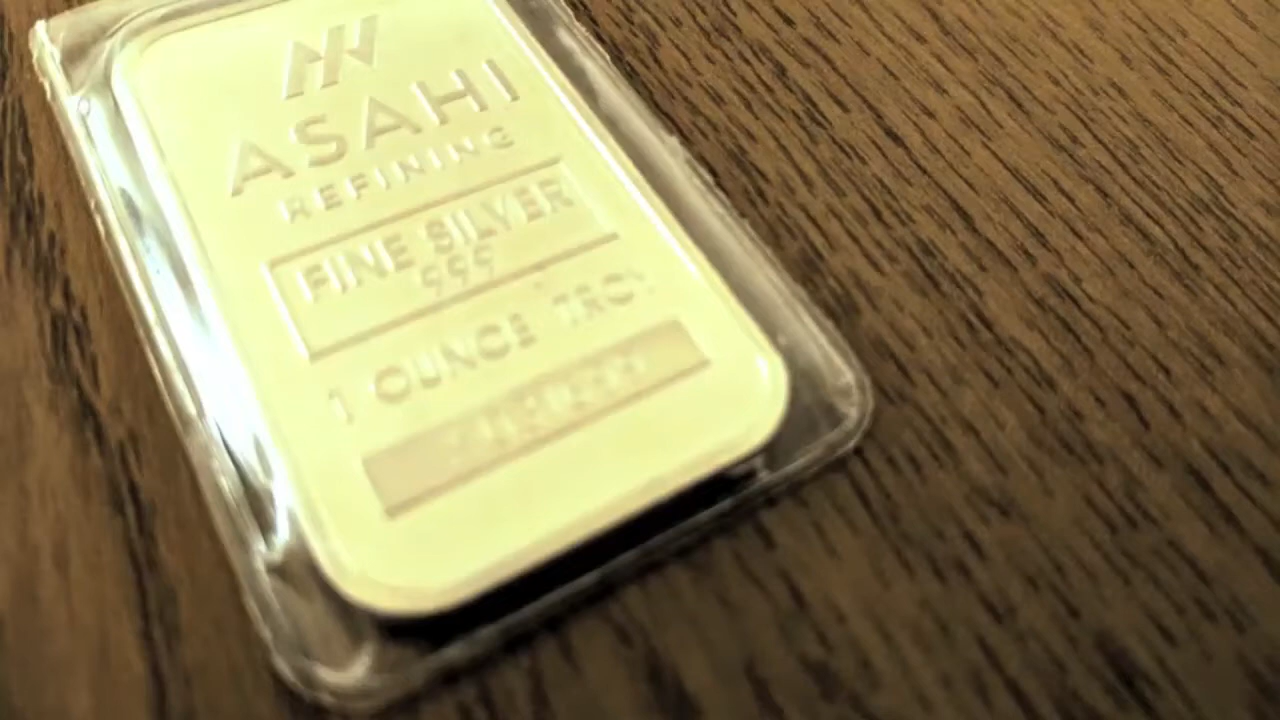 ASAHI
REFINING
FINE SILVER
999
1 OUNCE TROY